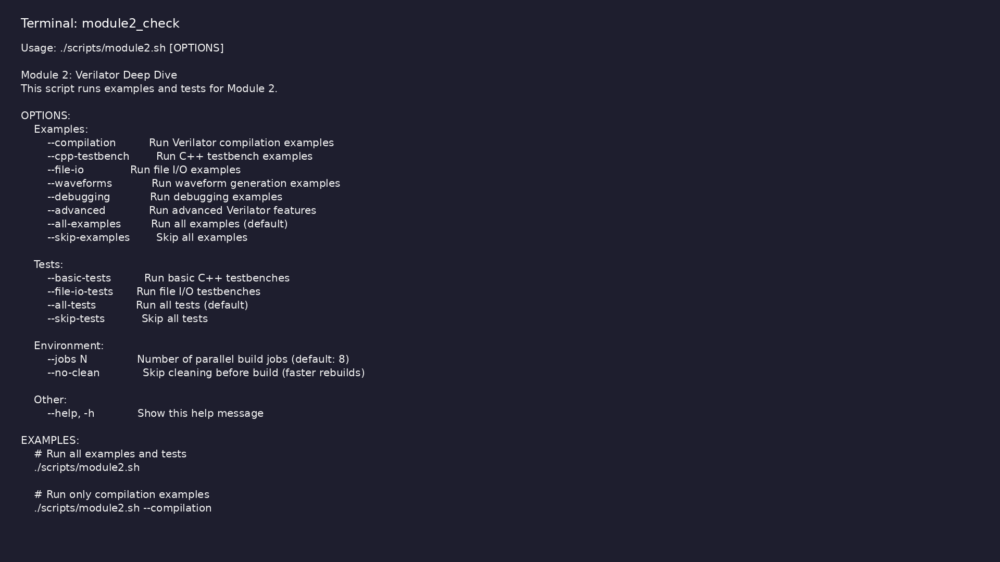 Terminal: module2_check
Usage: ./scripts/module2.sh [OPTIONS]
Module 2: Verilator Deep Dive
This script runs examples and tests for Module 2.
OPTIONS:
Examples:
--compilation Run Verilator compilation examples
--cpp-testbench Run C++ testbench examples
--file-io Run file I/O examples
--waveforms Run waveform generation examples
--debugging Run debugging examples
--advanced Run advanced Verilator features
--all-examples Run all examples (default)
--skip-examples Skip all examples
Tests:
--basic-tests Run basic C++ testbenches
--file-io-tests Run file I/O testbenches
--all-tests Run all tests (default)
--skip-tests Skip all tests
Environment:
--jobs N Number of parallel build jobs (default: 8)
--no-clean Skip cleaning before build (faster rebuilds)
Other:
--help, -h Show this help message
EXAMPLES:
# Run all examples and tests
./scripts/module2.sh
# Run only compilation examples
./scripts/module2.sh --compilation